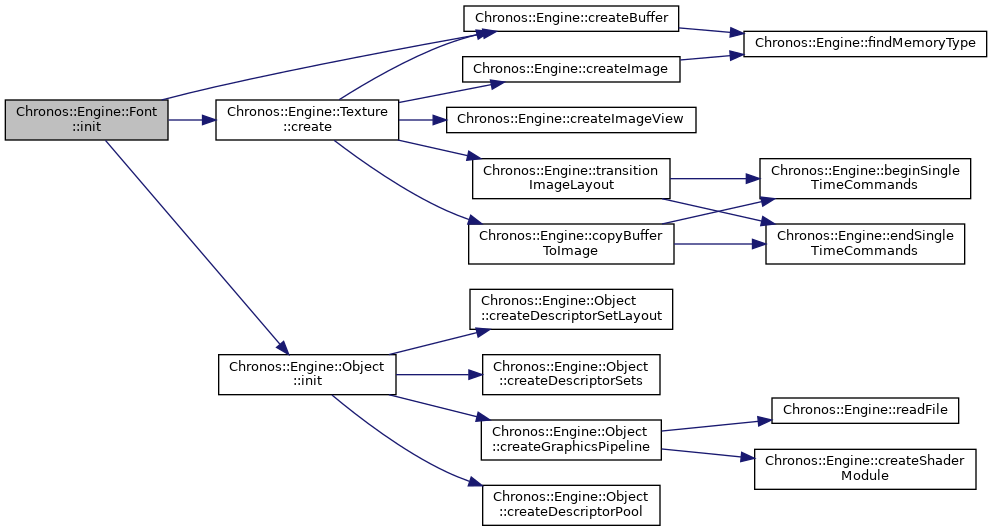 Chronos::Engine::Font
::init
Chronos::Engine::Texture
::create
Chronos::Engine::createBuffer
Chronos::Engine::findMemoryType
Chronos::Engine::createImage
Chronos::Engine::createImageView
Chronos::Engine::transition
ImageLayout
Chronos::Engine::beginSingle
TimeCommands
Chronos::Engine::copyBuffer
ToImage
Chronos::Engine::endSingle
TimeCommands
Chronos::Engine::Object
::init
Chronos::Engine::Object
::createDescriptorSetLayout
Chronos::Engine::Object
::createDescriptorSets
Chronos::Engine::Object
::createGraphicsPipeline
Chronos::Engine::readFile
Chronos::Engine::createShader
Module
Chronos::Engine::Object
::createDescriptorPool